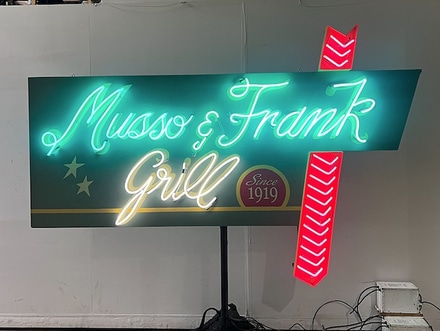 Musso & Frank
Grill
Since
1919